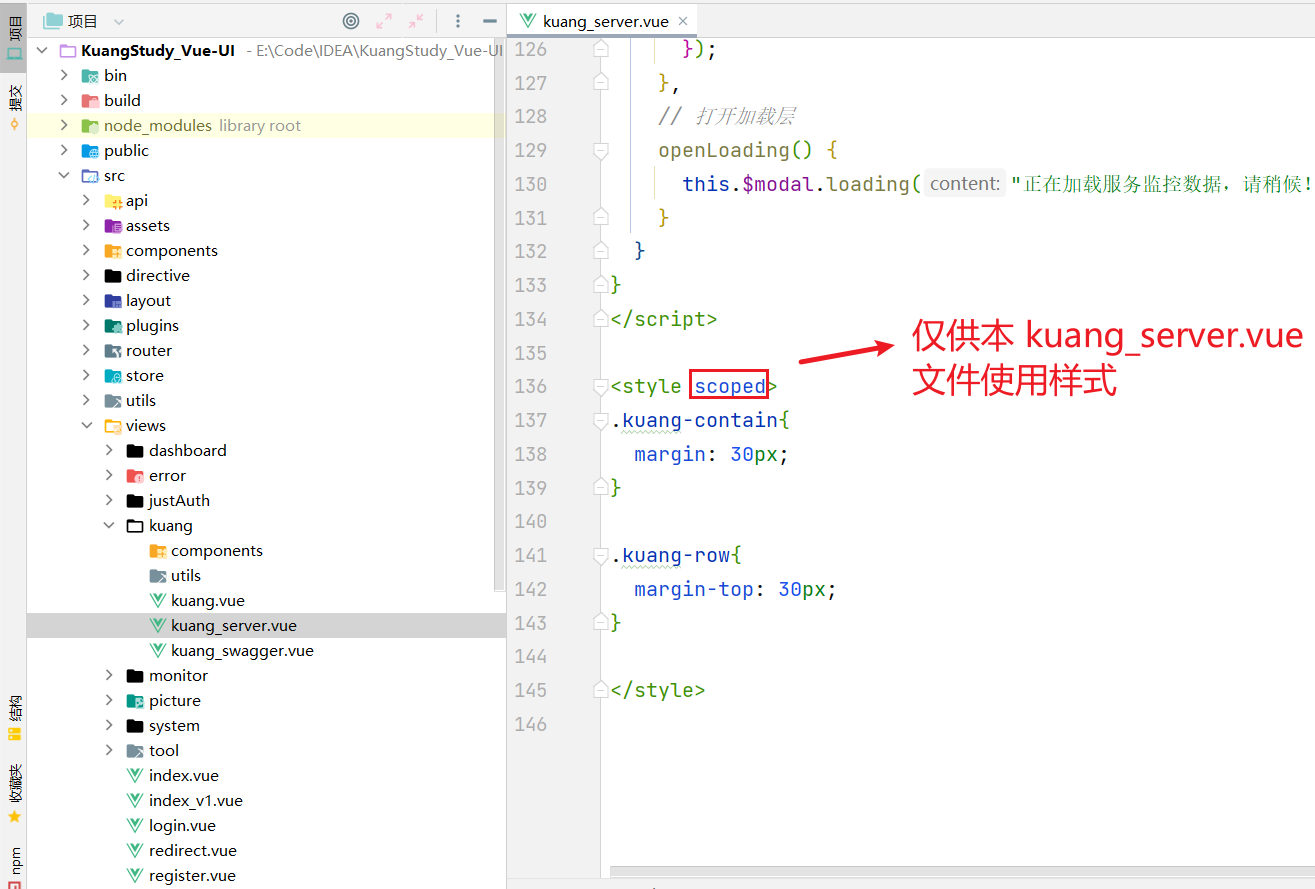 项目
kuang_server.vue
KuangStudy_Vue-UI - E:\Code\IDEA\KuangStudy_Vue-UI
bin
build
node_modules library root
public
src
api
assets
components
directive
layout
plugins
router
store
utils
views
dashboard
error
justAuth
kuang
components
utils
kuang.vue
kuang_server.vue
kuang_swagger.vue
monitor
picture
system
tool
index.vue
index_v1.vue
login.vue
redirect.vue
register.vue
项目
提交
结构
收藏夹
npm
126 });
127 },
128 // 打开加载层
129 openLoading() {
130 this.$modal.loading( content: "正在加载服务监控数据，请稍候！
131 }
132 }
133 }
134 </script>
135
136 <style scoped>
137 .kuang-contain{
138 margin: 30px;
139 }
140
141 .kuang-row{
142 margin-top: 30px;
143 }
144
145 </style>
146
仅供本 kuang_server.vue
文件使用样式